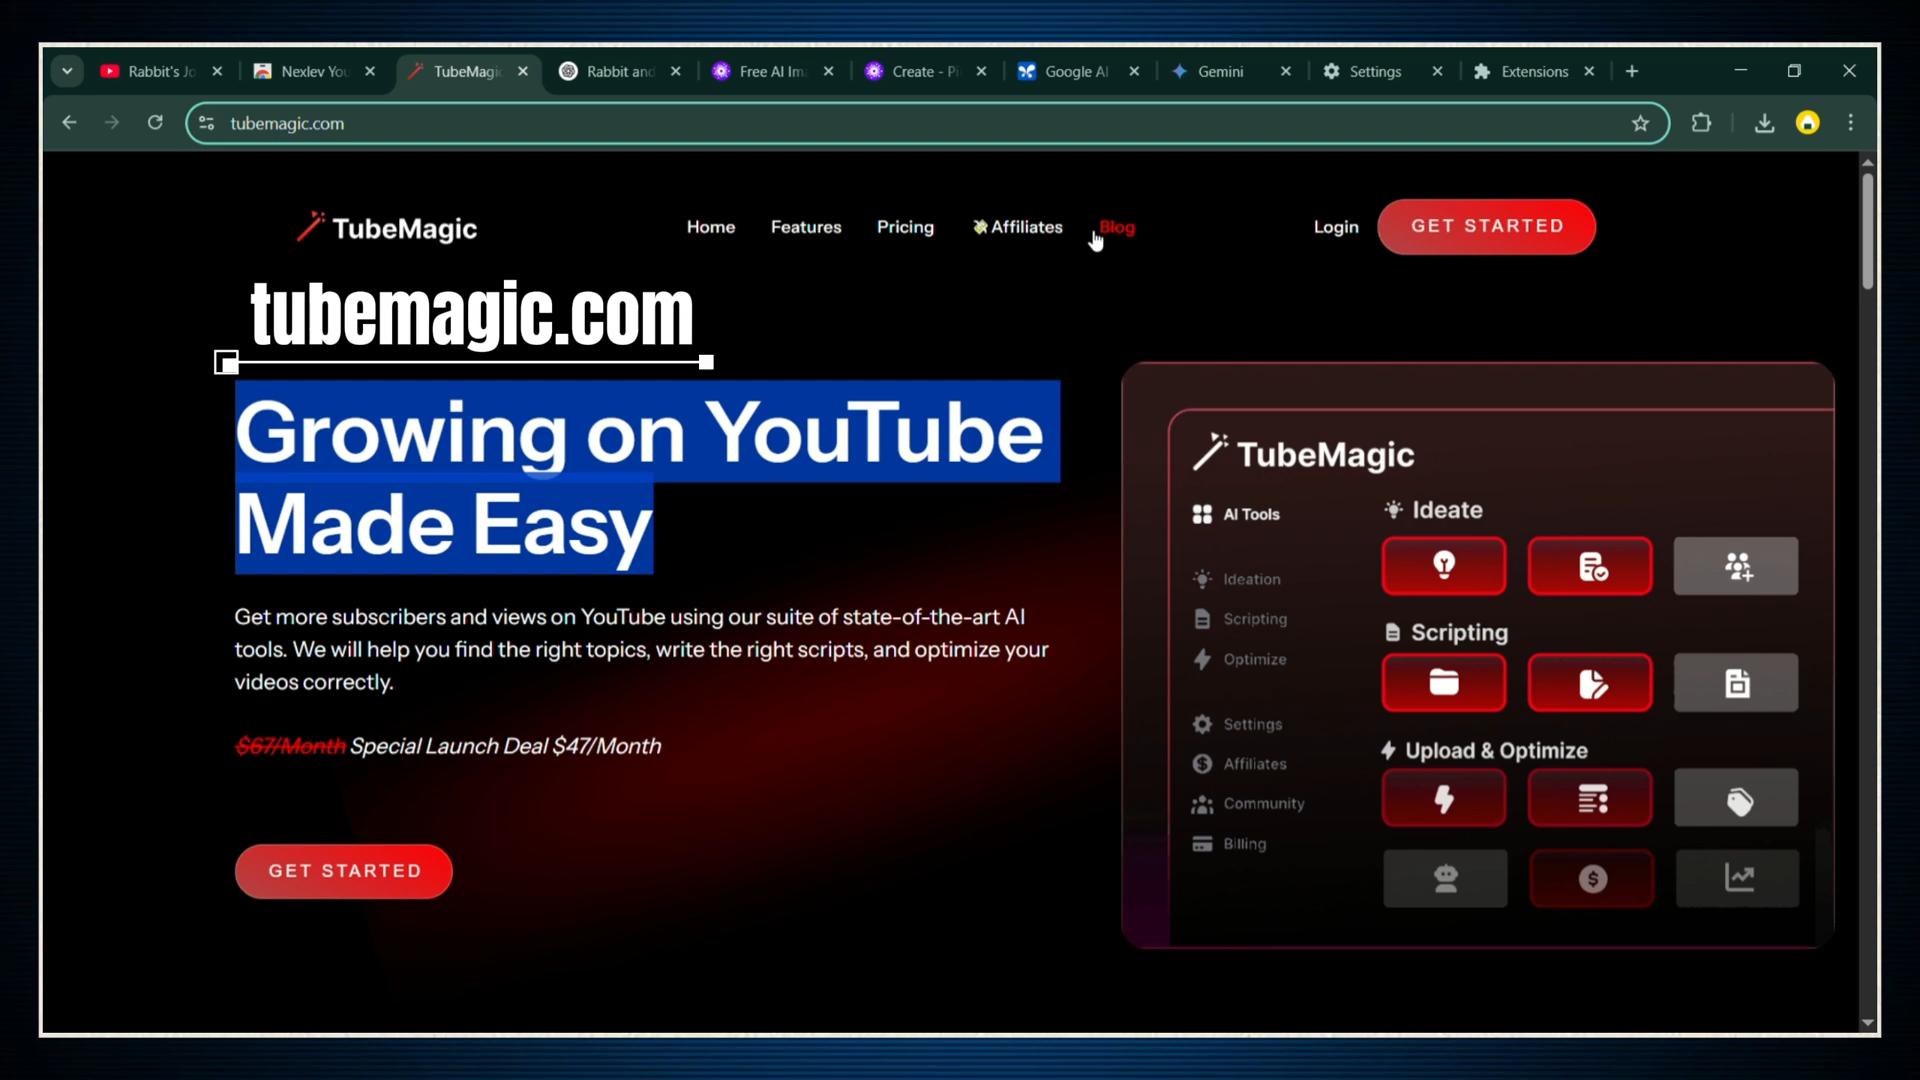 Rabbit's Jo
Nexlev You
TubeMagic
Rabbit and
Free AI Ima
Create - Pi
Google AI
Gemini
Settings
Extensions
tubemagic.com
TubeMagic
Home
Features
Pricing
Affiliates
Blog
Login
GET STARTED
tubemagic.com
Growing on YouTube
Made Easy
Get more subscribers and views on YouTube using our suite of state-of-the-art AI
tools. We will help you find the right topics, write the right scripts, and optimize your
videos correctly.
$67/Month Special Launch Deal $47/Month
GET STARTED
TubeMagic
AI Tools
Ideation
Scripting
Optimize
Settings
Affiliates
Community
Billing
Ideate
Scripting
Upload & Optimize